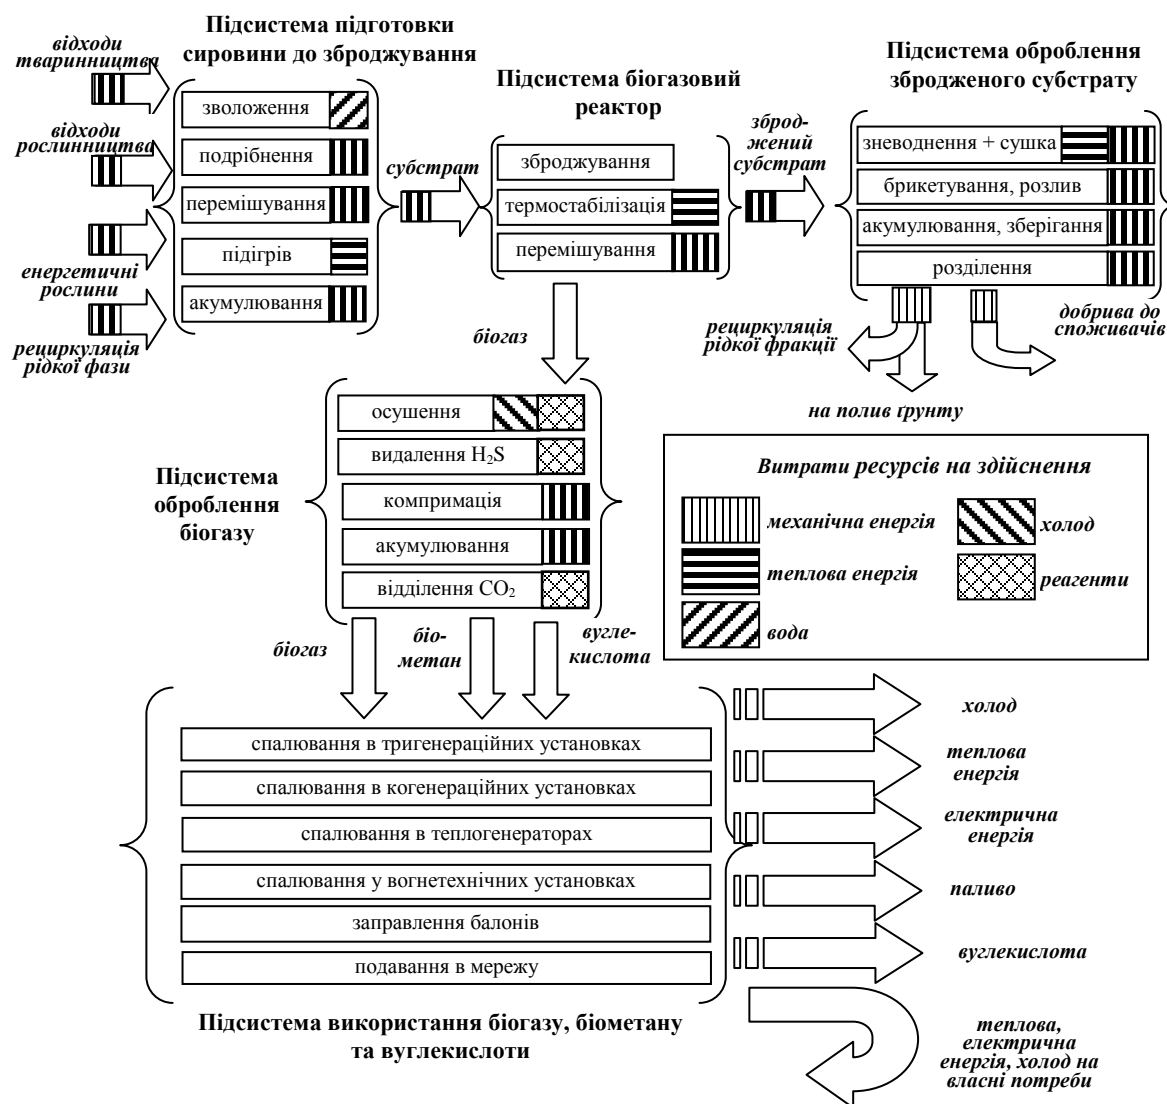 Підсистема підготовки
сировини до зброджування
відходи
тваринництва
відходи
рослинництва
енергетичні
рослини
рециркуляція
рідкої фази
зволоження
подрібнення
перемішування
підігрів
акумулювання
субстрат
Підсистема біогазовий
реактор
зброджування
термостабілізація
перемішування
зброд-
жений
субстрат
Підсистема оброблення
збродженого субстрату
зневоднення + сушка
брикетування, розлив
акумулювання, зберігання
розділення
рециркуляція
рідкої фракції
на полив ґрунту
добрива до
споживачів
біогаз
Підсистема
оброблення
біогазу
осушення
видалення H₂S
компримація
акумулювання
відділення CO₂
Витрати ресурсів на здійснення
механічна енергія
теплова енергія
вода
холод
реагенти
біогаз
біо-
метан
вугле-
кислота
спалювання в тригенераційних установках
спалювання в когенераційних установках
спалювання в теплогенераторах
спалювання у вогнетехнічних установках
заправлення балонів
подавання в мережу
Підсистема використання біогазу, біометану
та вуглекислоти
холод
теплова
енергія
електрична
енергія
паливо
вуглекислота
теплова,
електрична
енергія, холод на
власні потреби